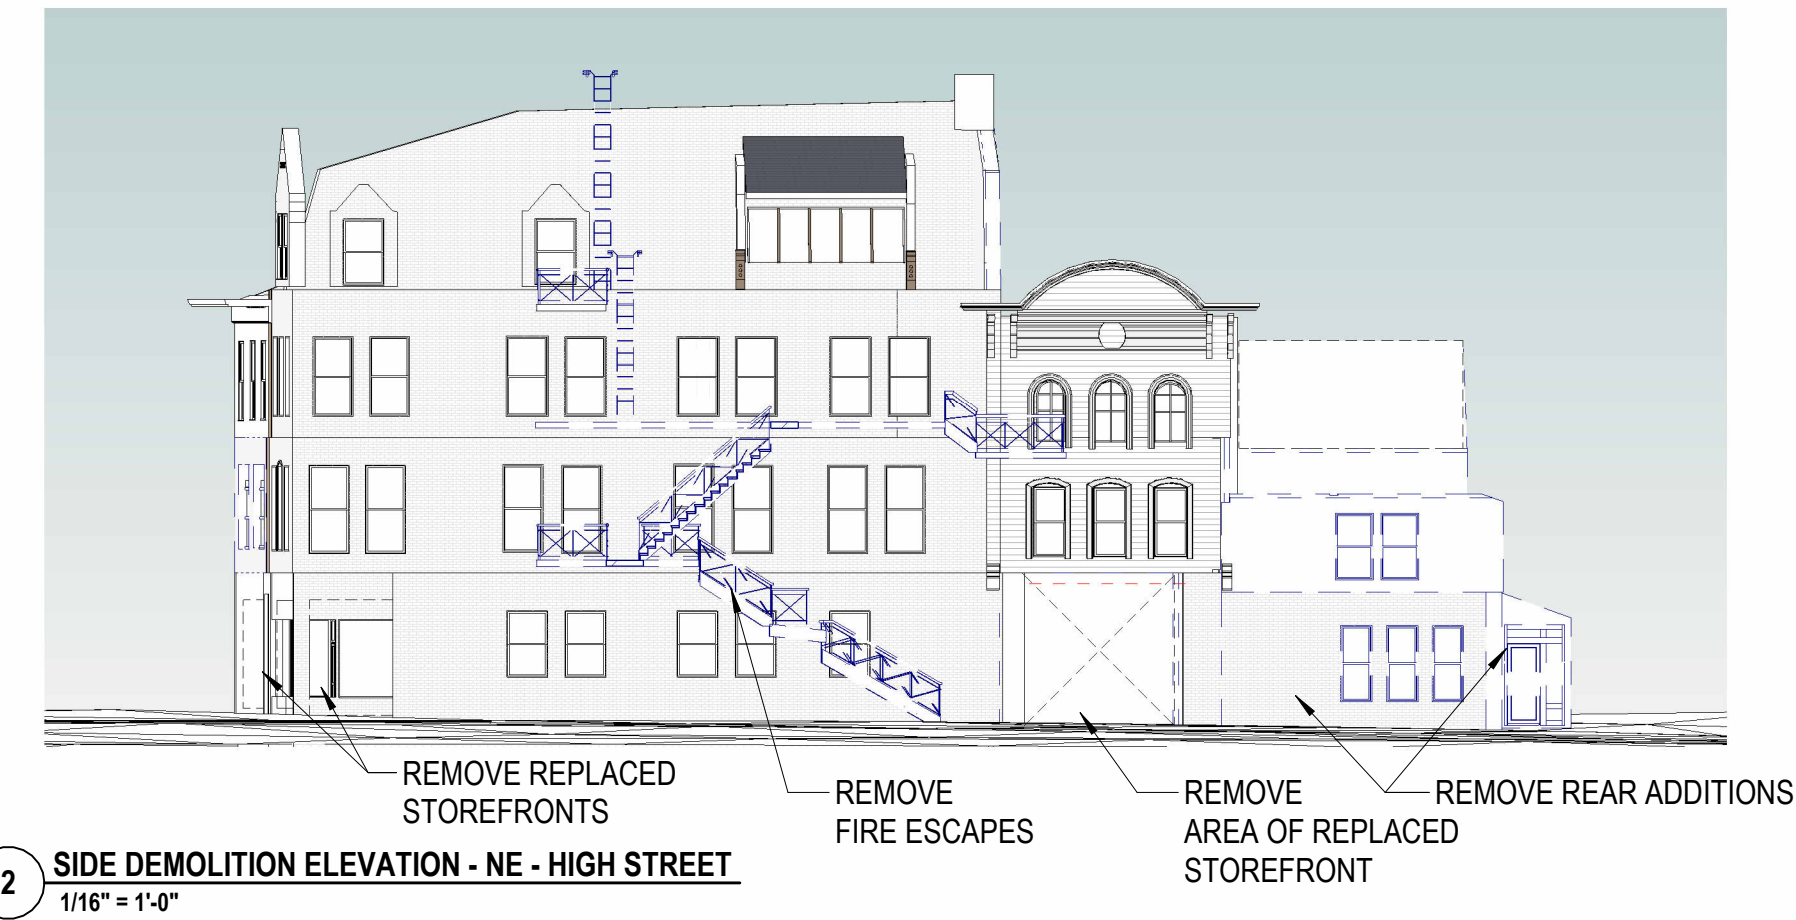 REMOVE REPLACED
STOREFRONTS
REMOVE
FIRE ESCAPES
REMOVE
AREA OF REPLACED
STOREFRONT
REMOVE REAR ADDITIONS
2
SIDE DEMOLITION ELEVATION - NE - HIGH STREET
1/16" = 1'-0"